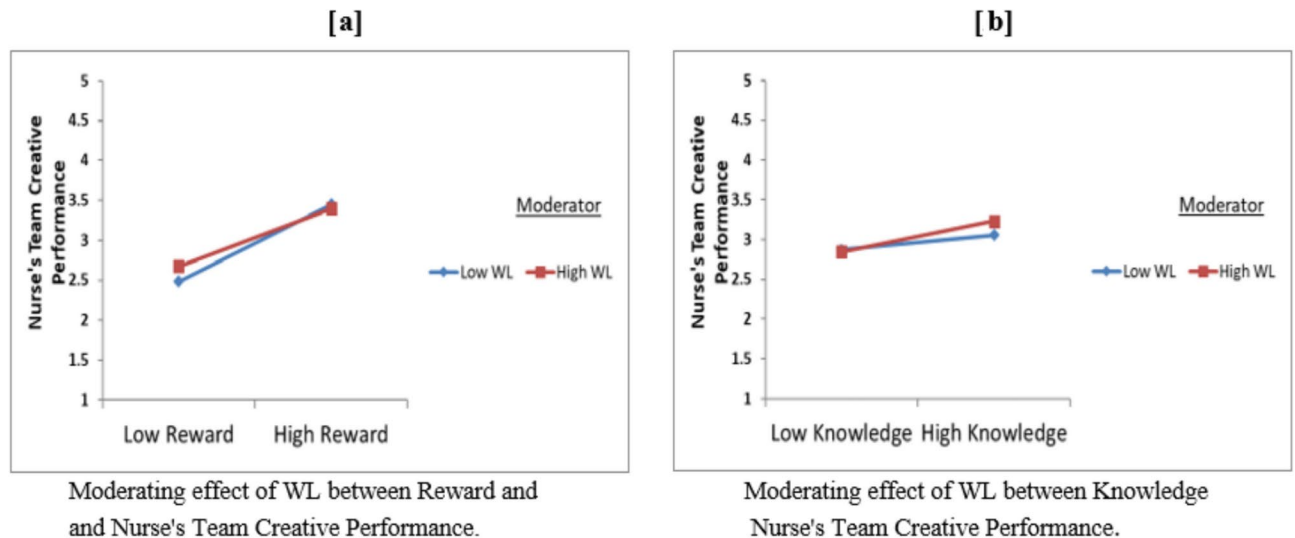 [a]
5
4.5
4
3.5
3
2.5
2
1.5
1
Nurse's Team Creative
Performance
Low Reward High Reward
Moderator
Low WL High WL
Moderating effect of WL between Reward and
and Nurse's Team Creative Performance.
[b]
5
4.5
4
3.5
3
2.5
2
1.5
1
Nurse's Team Creative
Performance
Low Knowledge High Knowledge
Moderator
Low WL High WL
Moderating effect of WL between Knowledge
Nurse's Team Creative Performance.